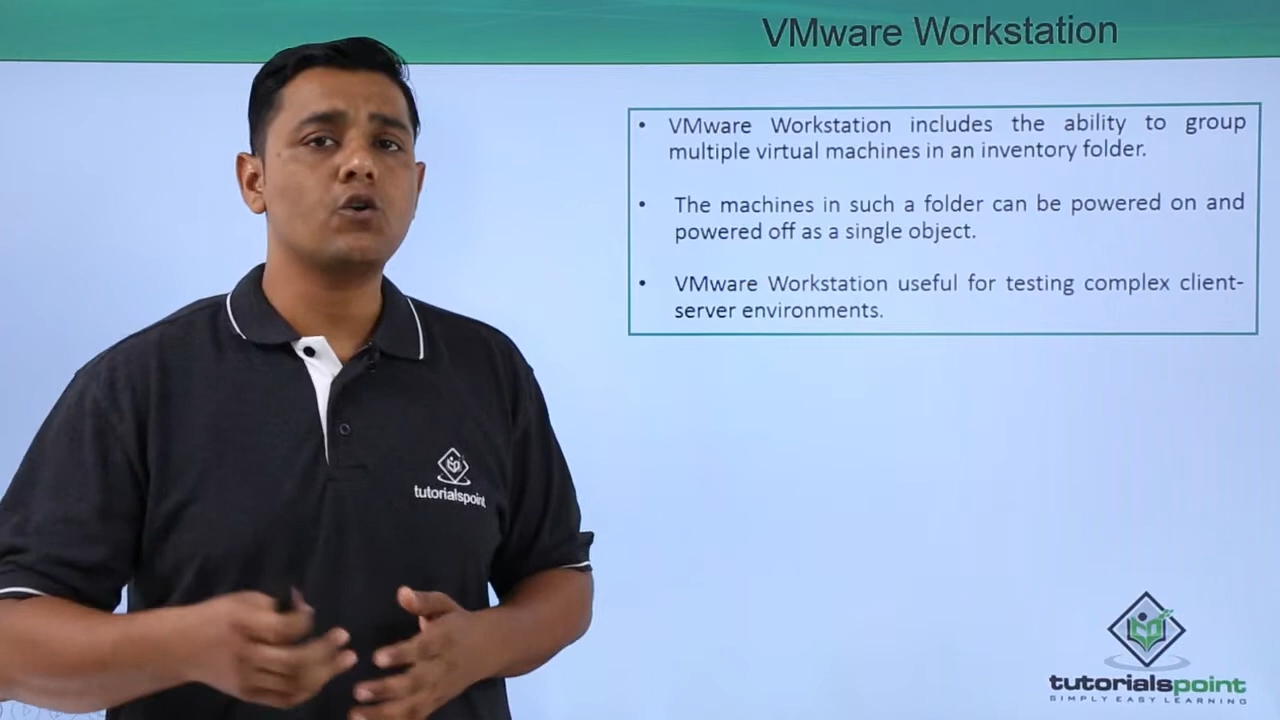 VMware Workstation
• VMware Workstation includes the ability to group
multiple virtual machines in an inventory folder.
• The machines in such a folder can be powered on and
powered off as a single object.
• VMware Workstation useful for testing complex client-
server environments.
tutorialspoint
tutorialspoint
SIMPLY EASY LEARNING